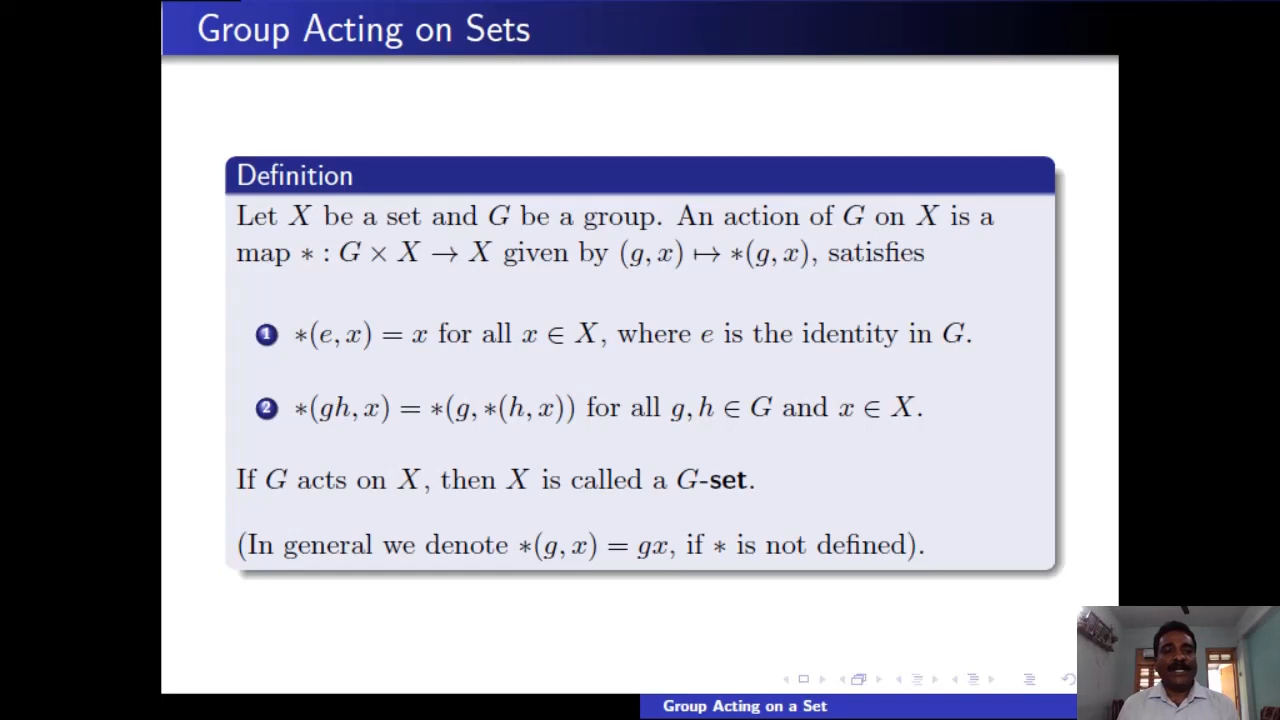 Group Acting on Sets
Definition
Let X be a set and G be a group. An action of G on X is a
map ∗ : G × X → X given by (g, x) ↦ ∗(g, x), satisfies
1 ∗(e, x) = x for all x ∈ X, where e is the identity in G.
2 ∗(gh, x) = ∗(g, ∗(h, x)) for all g, h ∈ G and x ∈ X.
If G acts on X, then X is called a G-set.
(In general we denote ∗(g, x) = gx, if ∗ is not defined).
Group Acting on a Set